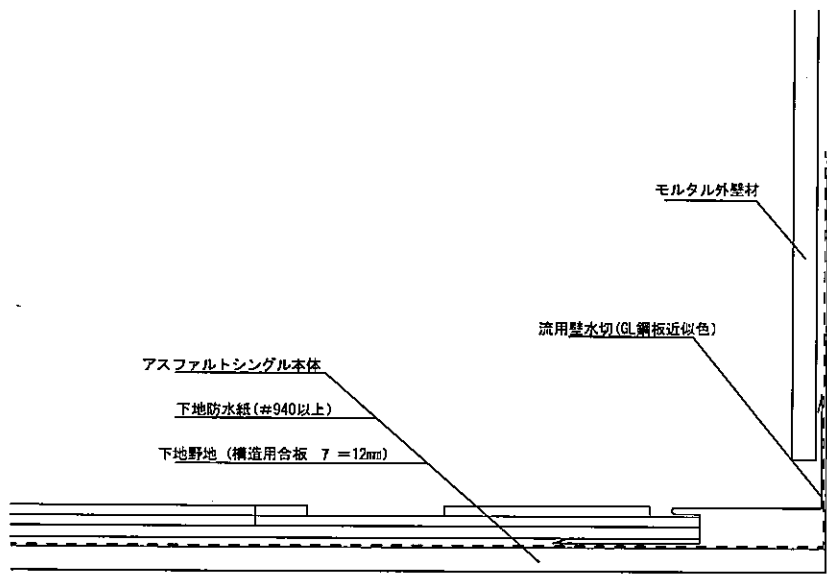 モルタル外壁材
流用壁水切(GL鋼板近似色)
アスファルトシングル本体
下地防水紙(#940以上)
下地野地 (構造用合板 7 =12mm)